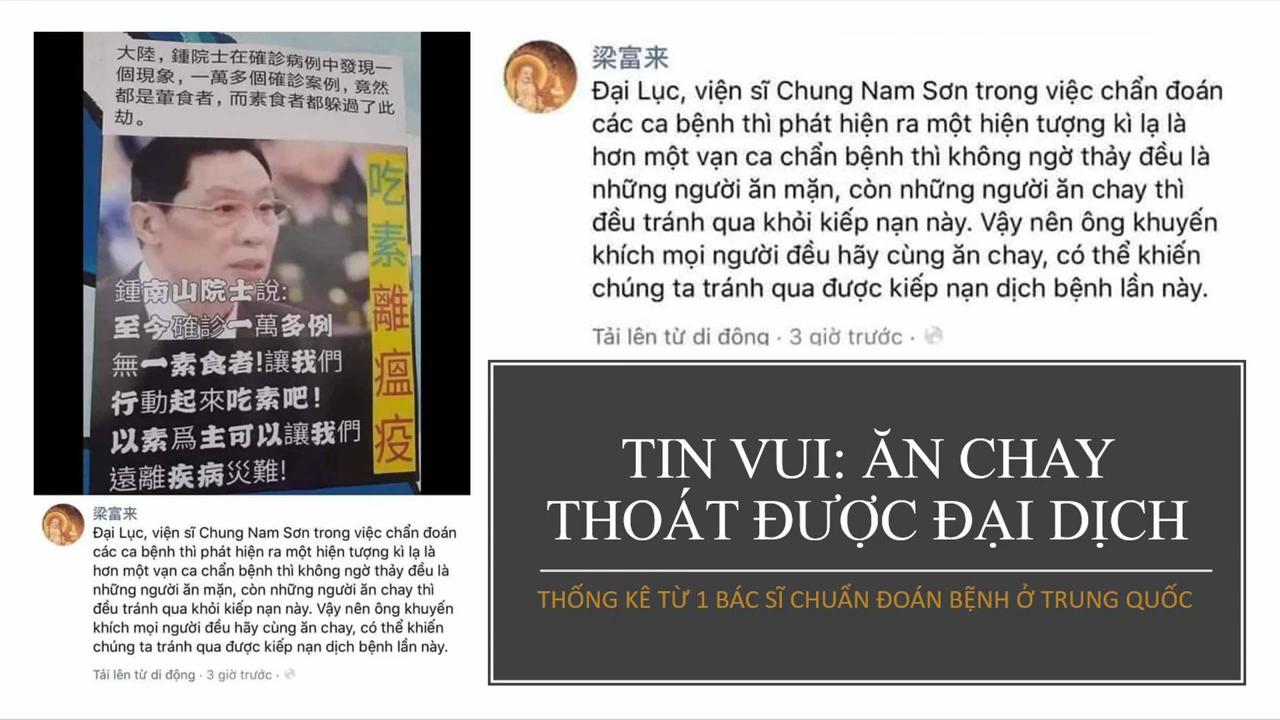 大陸，鍾院士在確診病例中發現一
個現象，一萬多個確診案例，竟然
都是葷食者，而素食者都躲過了此
劫。
吃素離瘟疫
鍾南山院士說:
至今確診一萬多例
無一素食者!讓我們
行動起來吃素吧!
以素爲主可以讓我們
遠離疾病災難!
梁富来
Đại Lục, viện sĩ Chung Nam Sơn trong việc chẩn đoán
các ca bệnh thì phát hiện ra một hiện tượng kì lạ là
hơn một vạn ca chẩn bệnh thì không ngờ thảy đều là
những người ăn mặn, còn những người ăn chay thì
đều tránh qua khỏi kiếp nạn này. Vậy nên ông khuyến
khích mọi người đều hãy cùng ăn chay, có thể khiến
chúng ta tránh qua được kiếp nạn dịch bệnh lần này.
Tải lên từ di động · 3 giờ trước ·
梁富来
Đại Lục, viện sĩ Chung Nam Sơn trong việc chẩn đoán
các ca bệnh thì phát hiện ra một hiện tượng kì lạ là
hơn một vạn ca chẩn bệnh thì không ngờ thảy đều là
những người ăn mặn, còn những người ăn chay thì
đều tránh qua khỏi kiếp nạn này. Vậy nên ông khuyến
khích mọi người đều hãy cùng ăn chay, có thể khiến
chúng ta tránh qua được kiếp nạn dịch bệnh lần này.
Tải lên từ di động · 3 giờ trước ·
TIN VUI: ĂN CHAY
THOÁT ĐƯỢC ĐẠI DỊCH
THỐNG KÊ TỪ 1 BÁC SĨ CHUẨN ĐOÁN BỆNH Ở TRUNG QUỐC